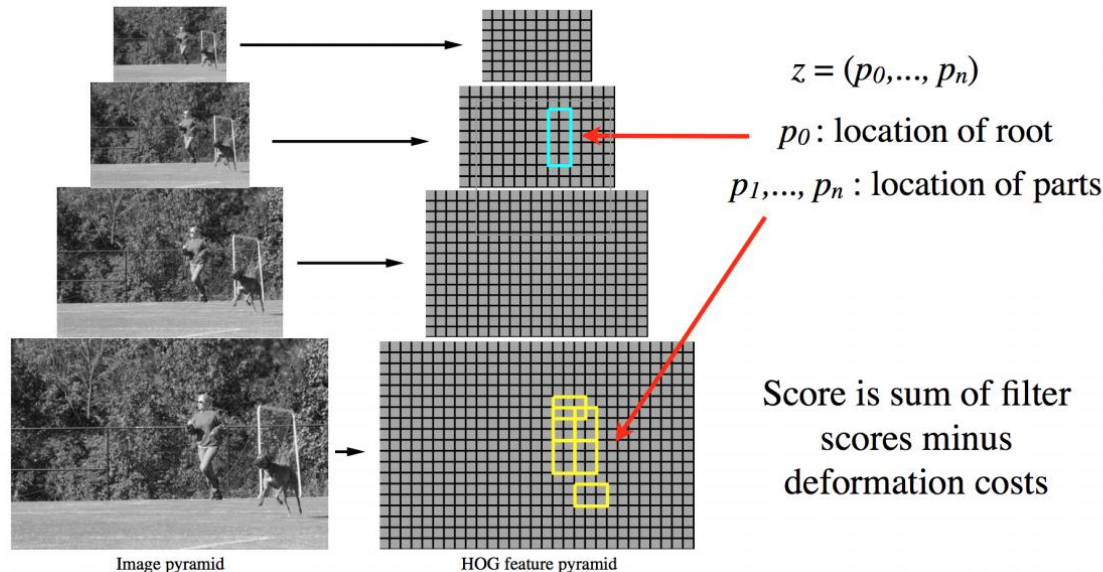 z = (p₀,..., pₙ)
p₀ : location of root
p₁,..., pₙ : location of parts
Score is sum of filter
scores minus
deformation costs
Image pyramid
HOG feature pyramid